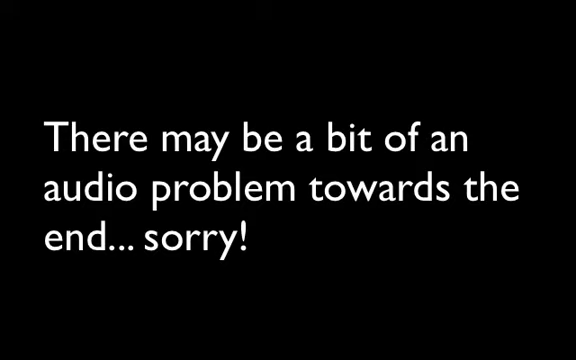 There may be a bit of an
audio problem towards the
end... sorry!